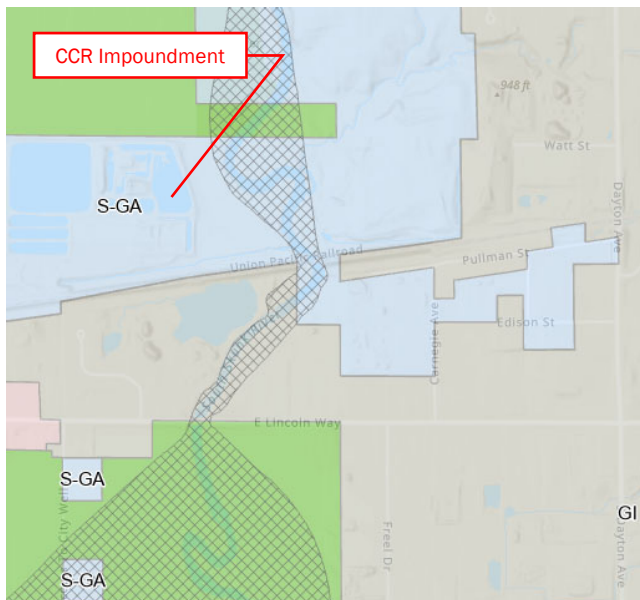 CCR Impoundment
948 ft
Watt St
Dayton Ave
S-GA
Union Pacific Railroad
Pullman St
Edison St
Carnegie Ave
E Lincoln Way
S-GA
GI
Freel Dr
S-GA
Dayton Ave